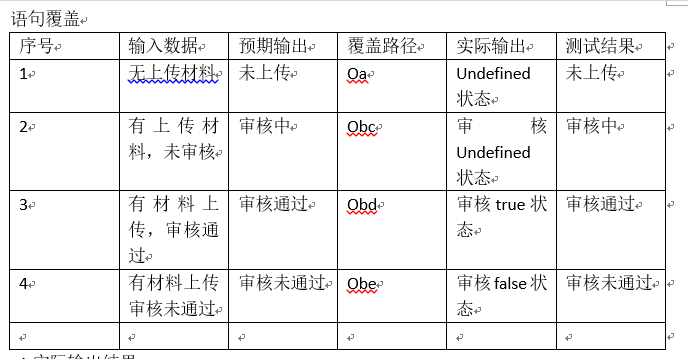 语句覆盖
序号 输入数据 预期输出 覆盖路径 实际输出 测试结果
1 无上传材料 未上传 Oa Undefined 未上传
状态
2 有上传材 审核中 Obc 审核 审核中
料，未审核 Undefined
状态
3 有材料上 审核通过 Obd 审核 true 状 审核通过
传，审核通 态
过
4 有材料上传 审核未通过 Obe 审核 false 状 审核未通过
审核未通过 态